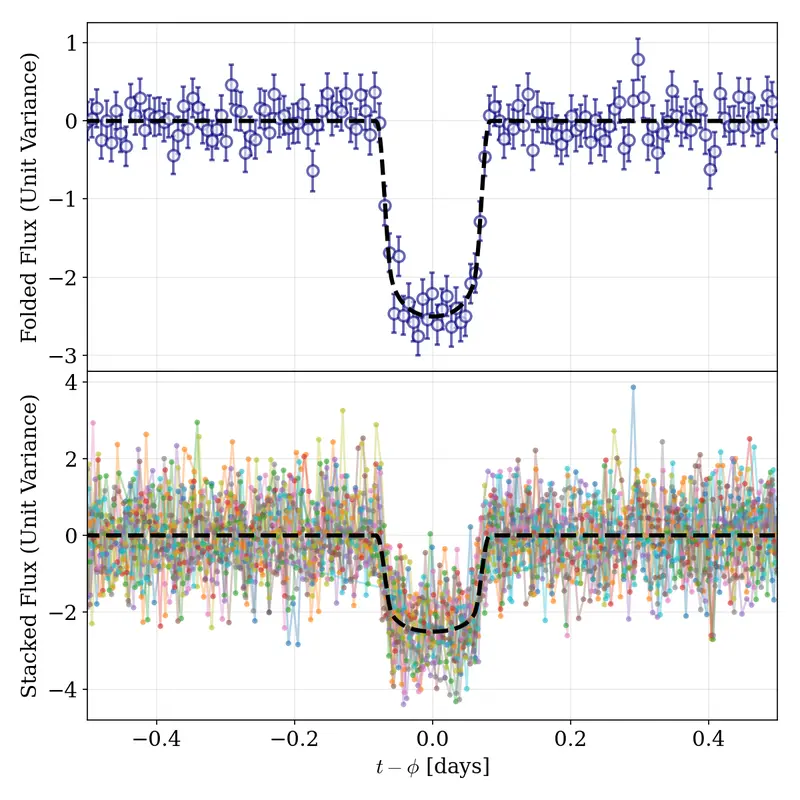 Folded Flux (Unit Variance)
1
0
−1
−2
−3
Stacked Flux (Unit Variance)
4
2
0
−2
−4
−0.4 −0.2 0.0 0.2 0.4
t − ϕ [days]